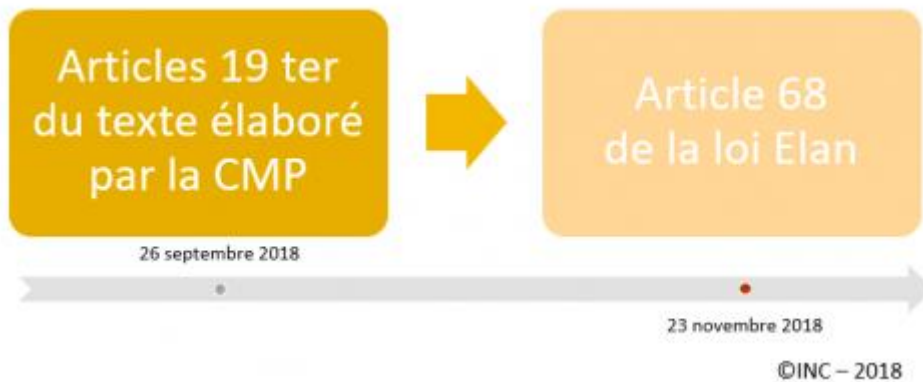 Articles 19 ter
du texte élaboré
par la CMP
Article 68
de la loi Elan
26 septembre 2018
23 novembre 2018
©INC – 2018